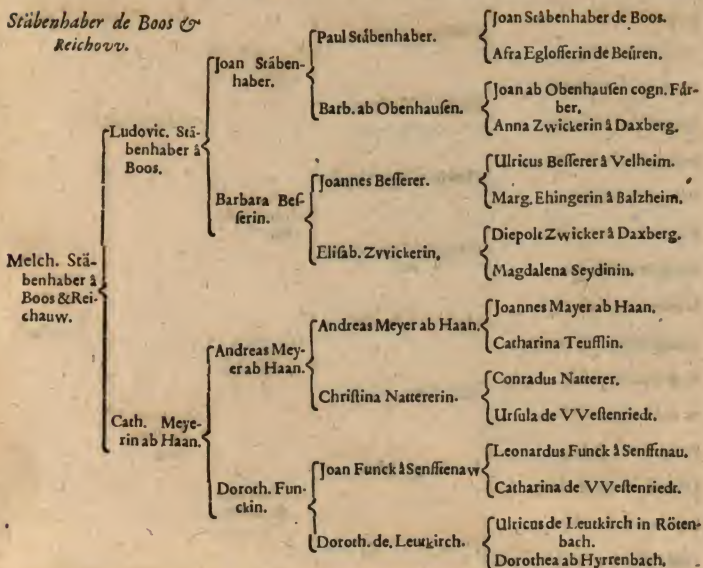 Stäbenhaber de Boos &
Reichovv.
Melch. Stä-
benhaber â
Boos & Rei-
chauw.
Ludovic. Stä-
benhaber â
Boos.
Cath. Meye-
rin ab Haan.
Joan Stäben-
haber.
Barbara Beſ-
ſerin.
Andreas Mey-
er ab Haan.
Doroth. Fun-
ckin.
Paul Stäbenhaber.
Barb. ab Obenhauſen.
Joannes Beſſerer.
Eliſab. Zvvickerin.
Andreas Meyer ab Haan.
Chriſtina Nattererin.
Joan Funck â Senfftenaw
Doroth. de. Leutkirch.
Joan Stäbenhaber de Boos.
Afra Egloſſerin de Beüren.
Joan ab Obenhauſen cogn. Får-
ber.
Anna Zwickerin â Daxberg.
Ulricus Beſſerer â Velheim.
Marg. Ehingerin â Balzheim.
Diepolt Zwicker â Daxberg.
Magdalena Seydinin.
Joannes Mayer ab Haan.
Catharina Teufflin.
Conradus Natterer.
Urſula de VVeſtenriedt.
Leonardus Funck â Senfftnau.
Catharina de VVeſtenriedt.
Ulricus de Leutkirch in Röten-
bach.
Dorothea ab Hyrrenbach.